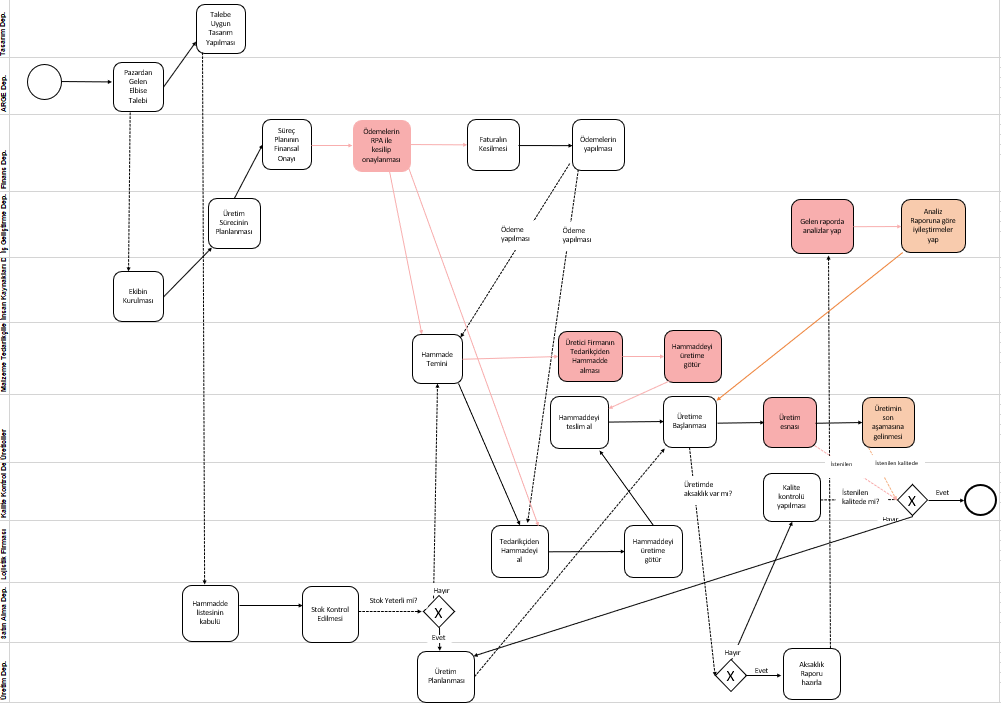 Tasarım Dep.
Talebe
Uygun
Tasarım
Yapılması
ARGE Dep.
Pazardan
Gelen
Elbise
Talebi
Finans Dep.
Süreç
Planının
Finansal
Onayı
Ödemelerin
RPA ile
kesilip
onaylanması
Faturalın
Kesilmesi
Ödemelerin
yapılması
İş Geliştirme Dep.
Üretim
Sürecinin
Planlanması
Ödeme
yapılması
Ödeme
yapılması
Gelen raporda
analizlar yap
Analiz
Raporuna göre
iyileştirmeler
yap
İnsan Kaynakları D
Ekibin
Kurulması
Malzeme Tedarikçile
Hammade
Temini
Üretici Firmanın
Tedarikçiden
Hammadde
alması
Hammaddeyi
üretime
götür
Üreticiler
Hammaddeyi
teslim al
Üretime
Başlanması
Üretim
esnası
Üretimin
son
aşamasına
gelinmesi
Kalite Kontrol De
İstenilen
İstenilen kalitede
Üretimde
aksaklık var mı?
Kalite
kontrolü
yapılması
İstenilen
kalitede mi?
X
Evet
Hayır
Lojistik Firması
Tedarikçiden
Hammadeyi
al
Hammaddeyi
üretime
götür
Satın Alma Dep.
Hammadde
listesinin
kabulü
Stok Kontrol
Edilmesi
Stok Yeterli mi?
Hayır
X
Evet
Üretim Dep.
Üretim
Planlanması
Hayır
X
Evet
Aksaklık
Raporu
hazırla